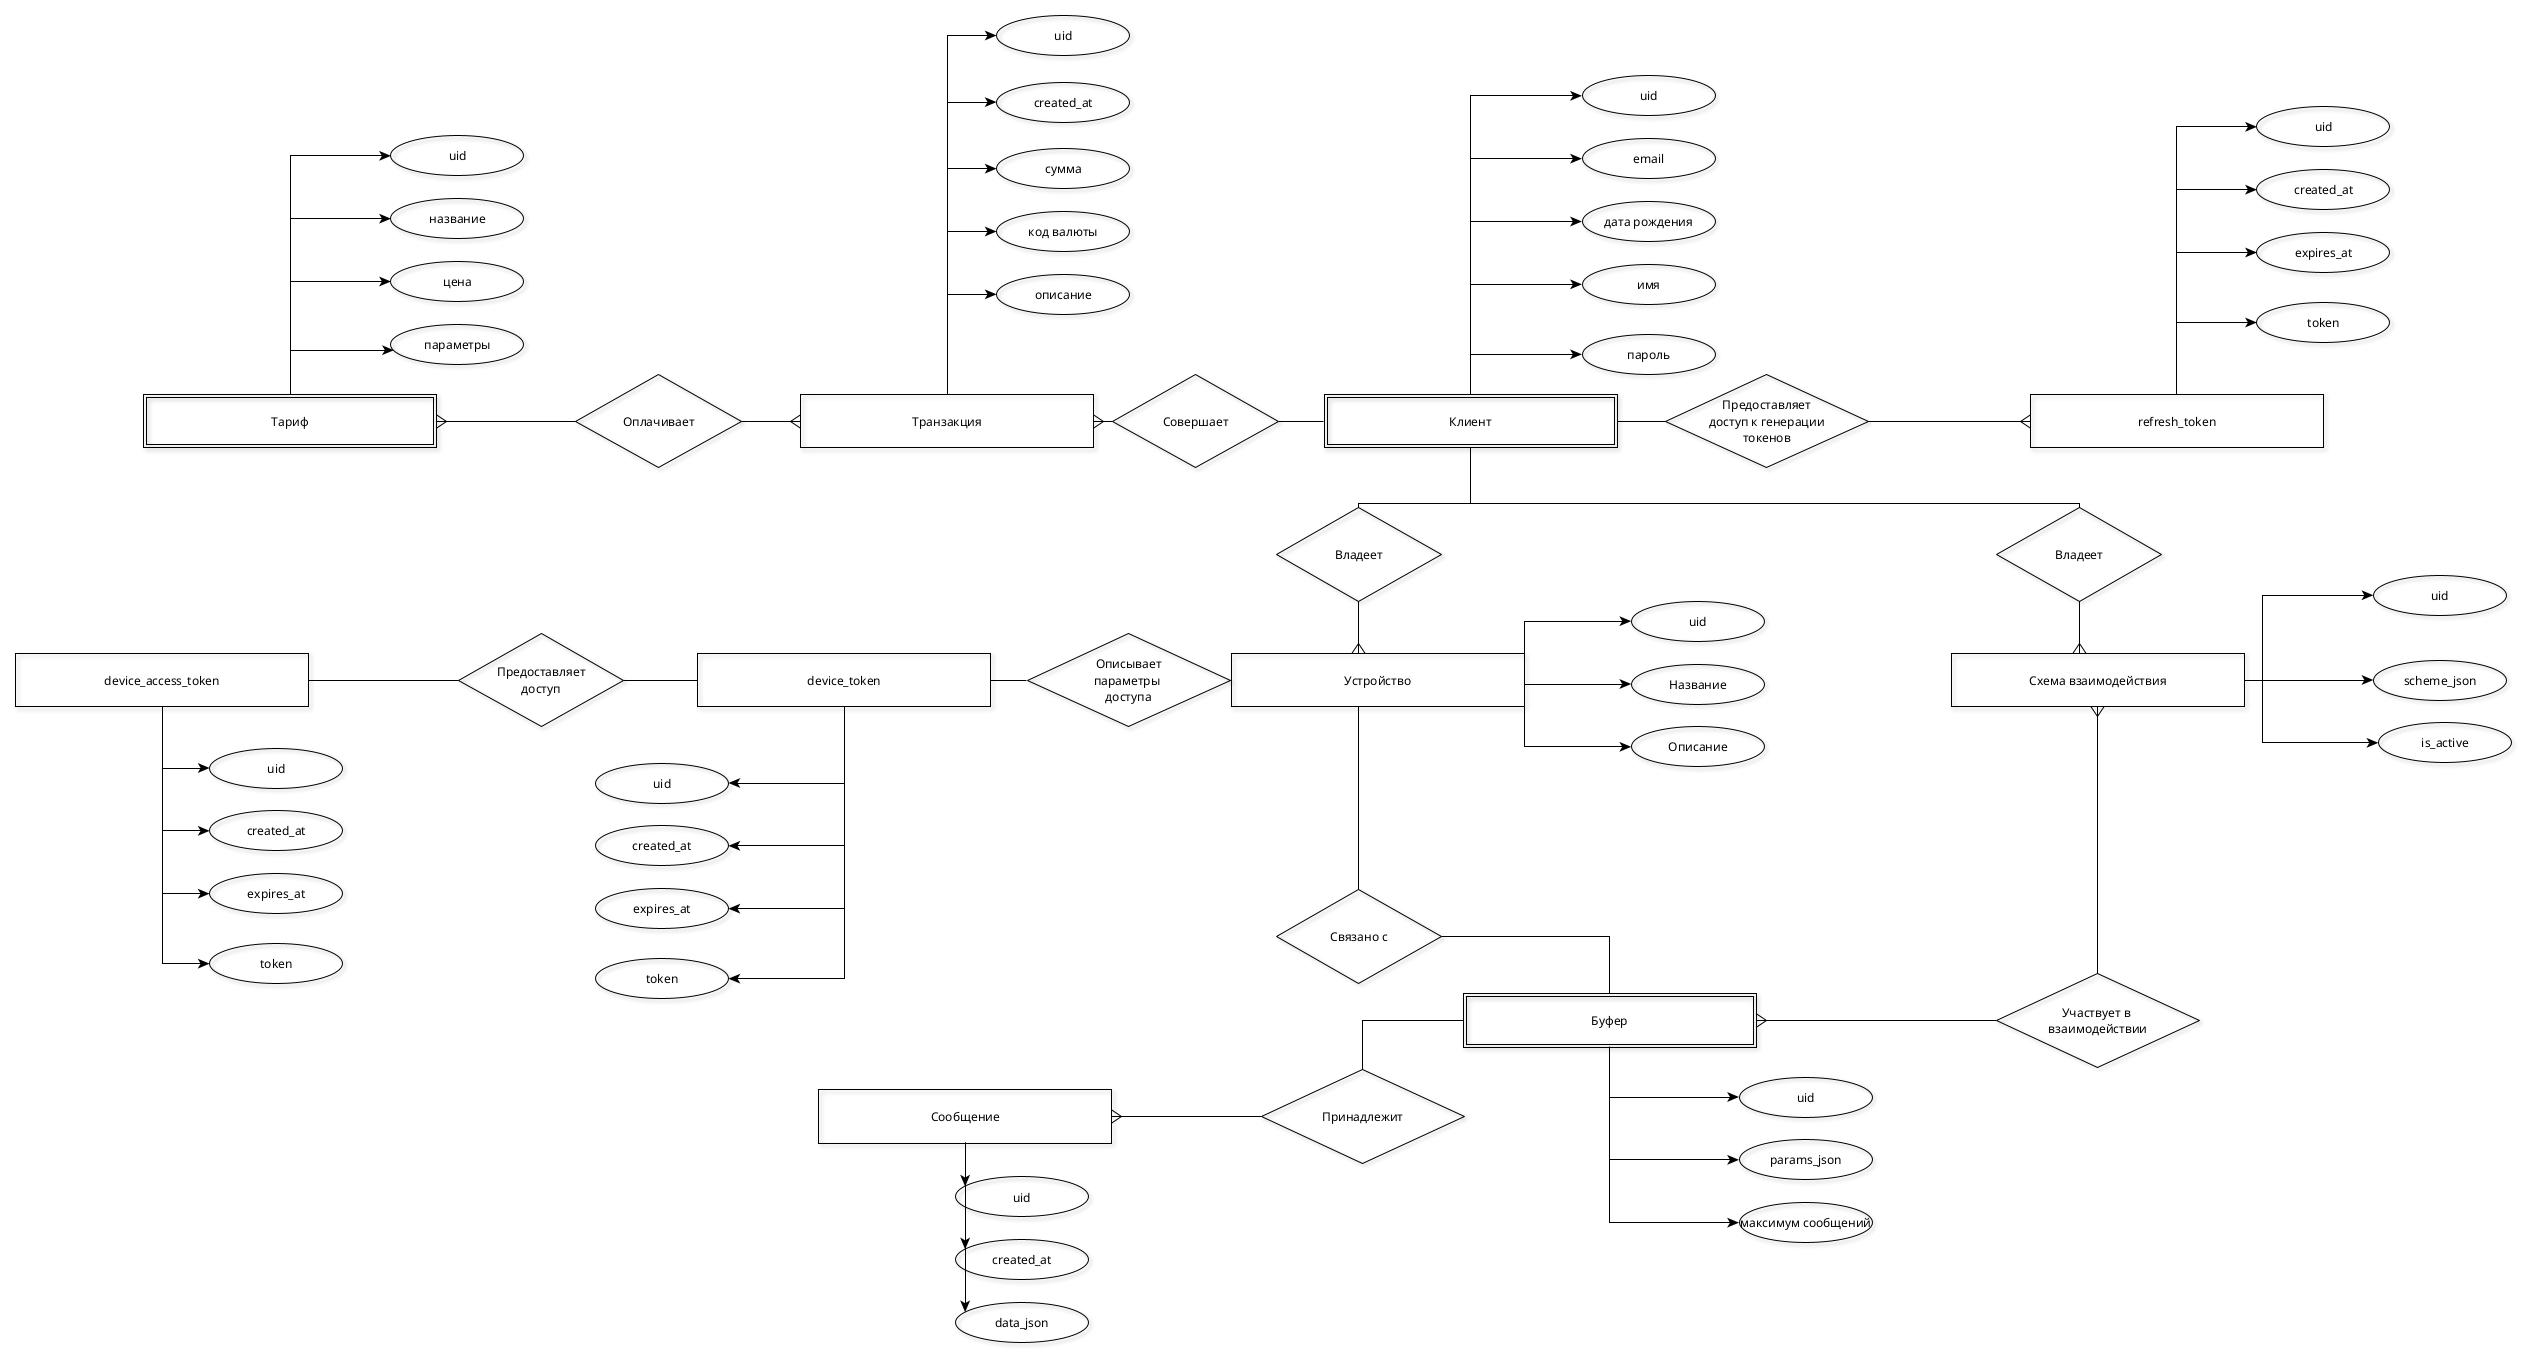 uid
created_at
сумма
код валюты
описание
uid
email
дата рождения
имя
пароль
uid
created_at
expires_at
token
uid
название
цена
параметры
Тариф
Оплачивает
Транзакция
Совершает
Клиент
Предоставляет
доступ к генерации
токенов
refresh_token
Владеет
Владеет
device_access_token
Предоставляет
доступ
device_token
Описывает
параметры
доступа
Устройство
uid
Название
Описание
Схема взаимодействия
uid
scheme_json
is_active
uid
created_at
expires_at
token
uid
created_at
expires_at
token
Связано с
Буфер
Участвует в
взаимодействии
Сообщение
Принадлежит
uid
params_json
максимум сообщений
uid
created_at
data_json